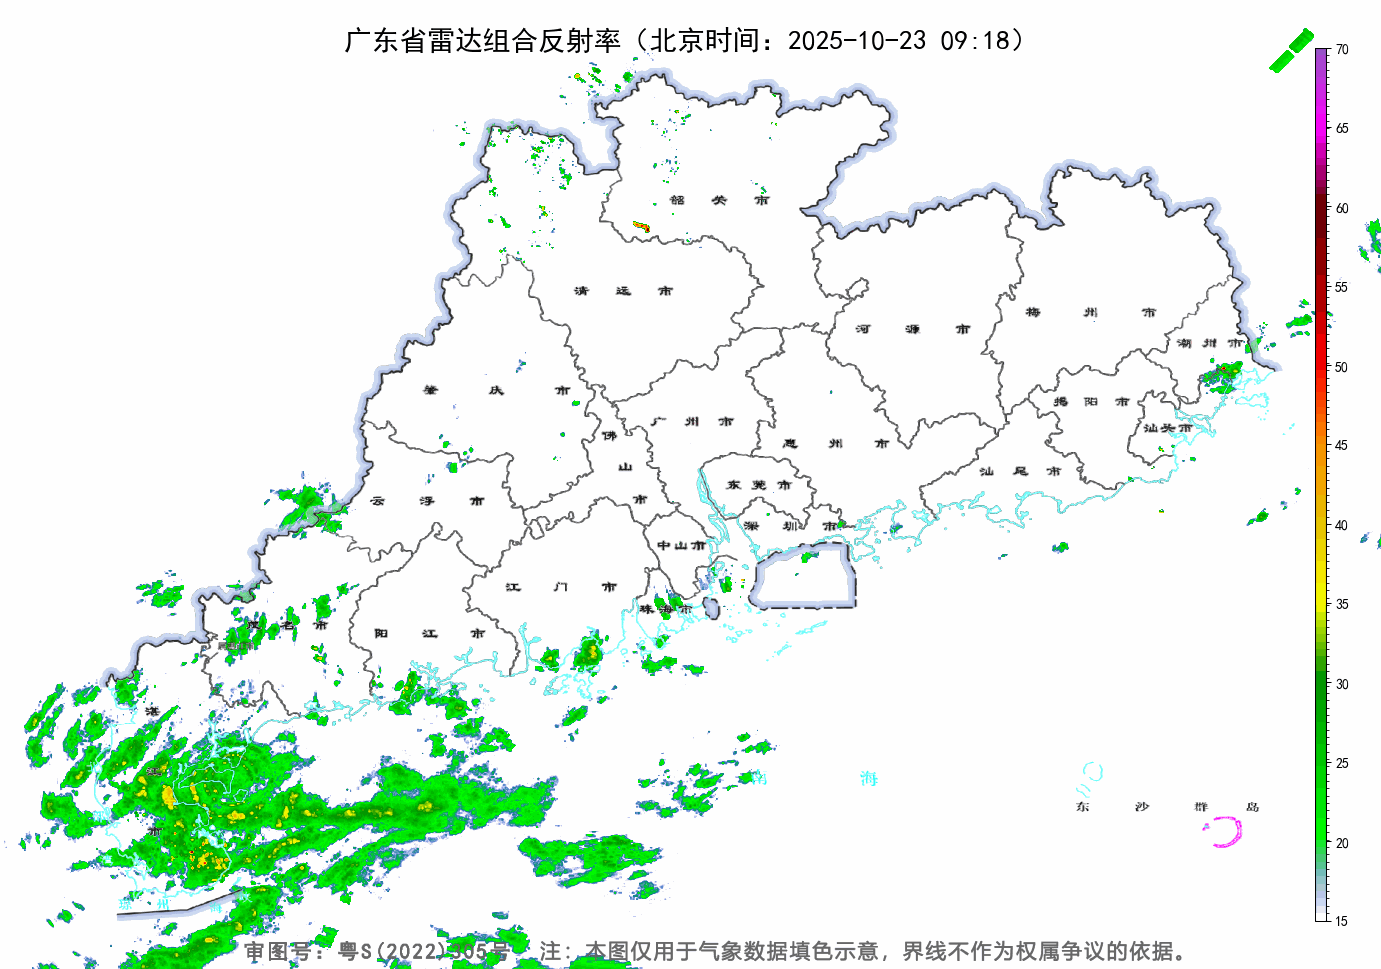 广东省雷达组合反射率（北京时间：2025-10-23 09:18）
70
65
60
55
50
45
40
35
30
25
20
15
韶关市
清远市
河源市
梅州市
潮州市
肇庆市
广州市
佛山市
惠州市
揭阳市
汕头市
汕尾市
云浮市
东莞市
深圳市
中山市
江门市
珠海市
茂名市
阳江市
湛
市
南海
东沙群岛
琼州海
审图号：粤S(2022)305号 注：本图仅用于气象数据填色示意，界线不作为权属争议的依据。